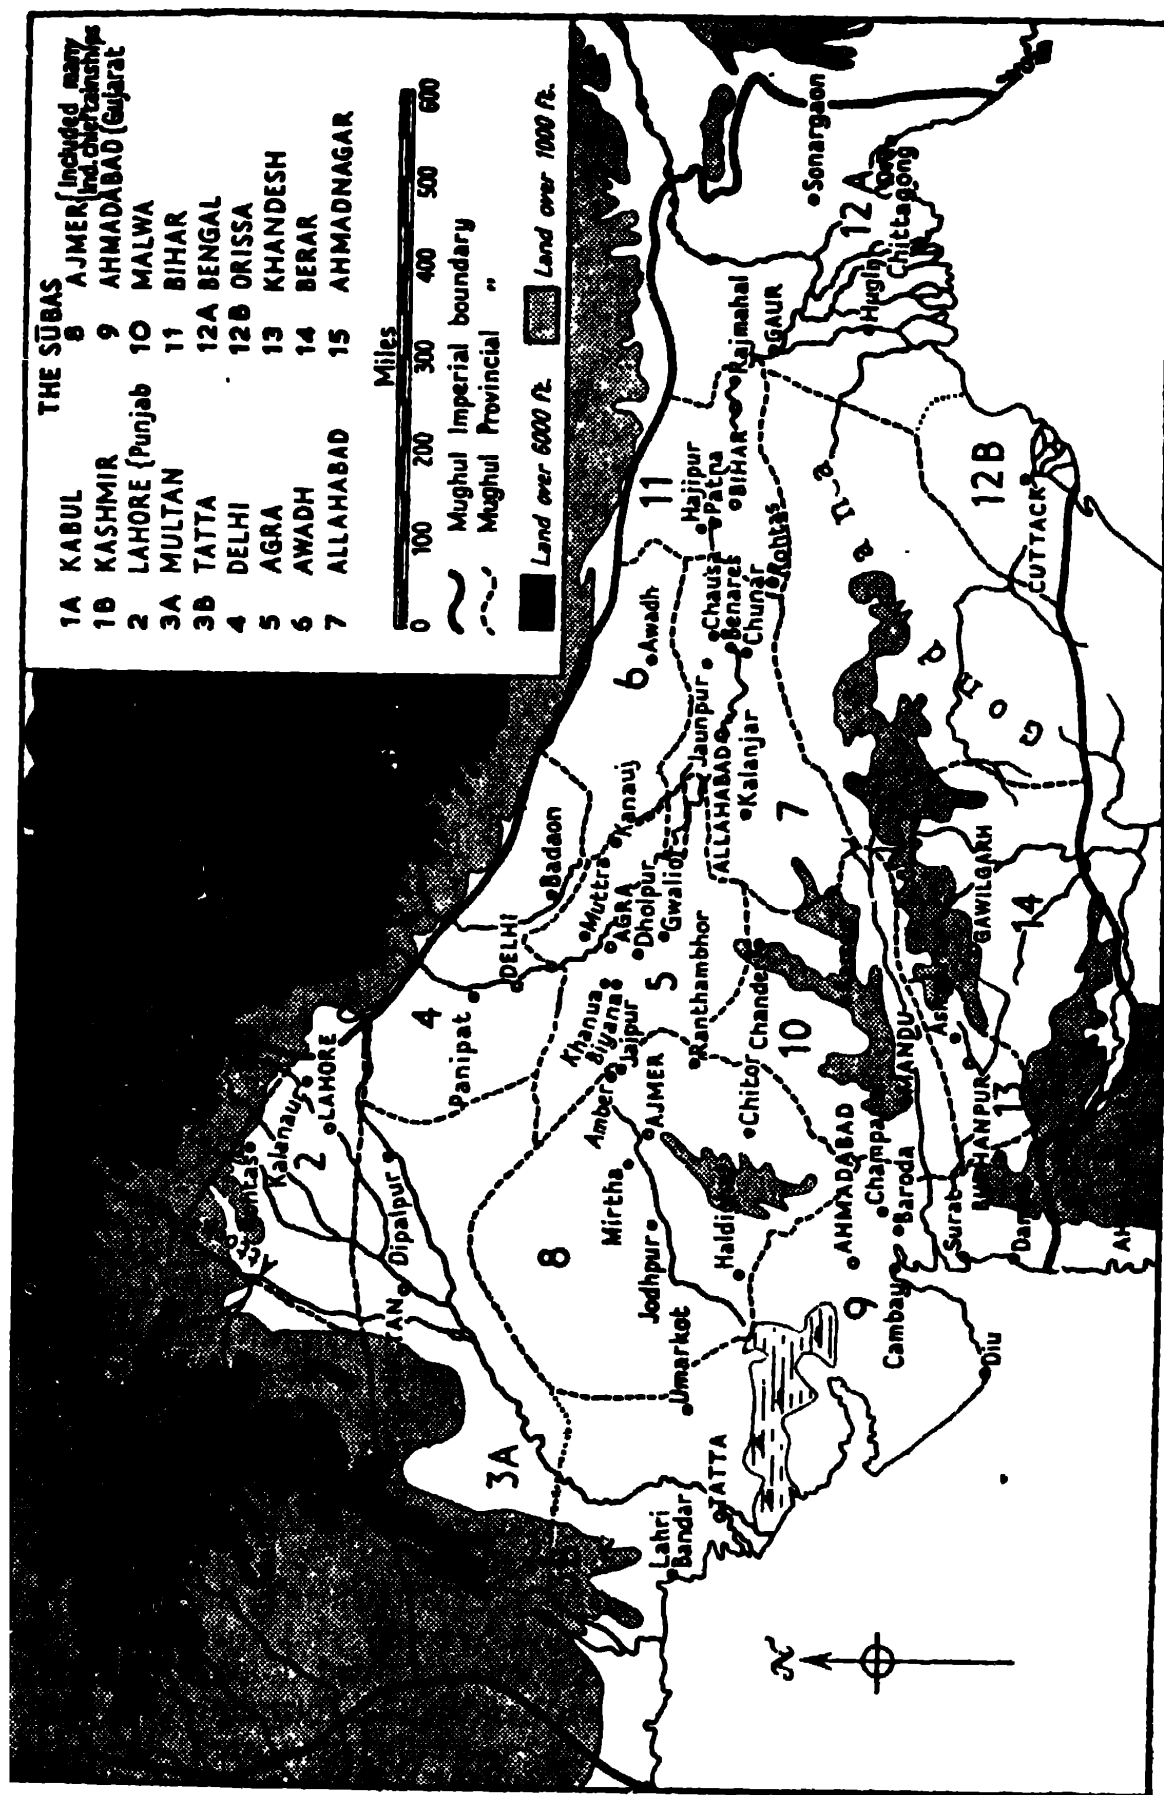 THE SŪBAS
1A KABUL
1B KASHMIR
2 LAHORE {Punjab
3A MULTAN
3B TATTA
4 DELHI
5 AGRA
6 AWADH
7 ALLAHABAD
8 AJMER {Included many
Ind. chieftainships
9 AHMADABAD {Gujarat
10 MALWA
11 BIHAR
12A BENGAL
12B ORISSA
13 KHANDESH
14 BERAR
15 AHMADNAGAR
Miles
0 100 200 300 400 500 600
Mughul Imperial boundary
Mughul Provincial "
Land over 6000 ft.
Land over 1000 ft.
Kalanaur
LAHORE
2
Dipalpur
4
Panipat
DELHI
Badaon
3A
8
Khanua
Biyana
Jaipur
Amber
AJMER
Mirtha
Jodhpur
Umarkot
Haldi
Muttra
AGRA
Dholpur
Gwalior
5
Ranthambhor
Kanauj
6
Awadh
Jaunpur
ALLAHABAD
Kalanjar
7
11
Hajipur
Patna
BIHAR
Chausa
Benares
Chunar
Rohtas
Rajmahal
GAUR
Sonargaon
12A
Hugli
Chittagong
Lahri
Bandar
TATTA
Chitor
Chanderi
10
AHMADABAD
9
Champa
Baroda
Cambay
Diu
Surat
MANDU
BURHANPUR
13
GAWILGARH
14
Gondwana
12B
CUTTACK
N